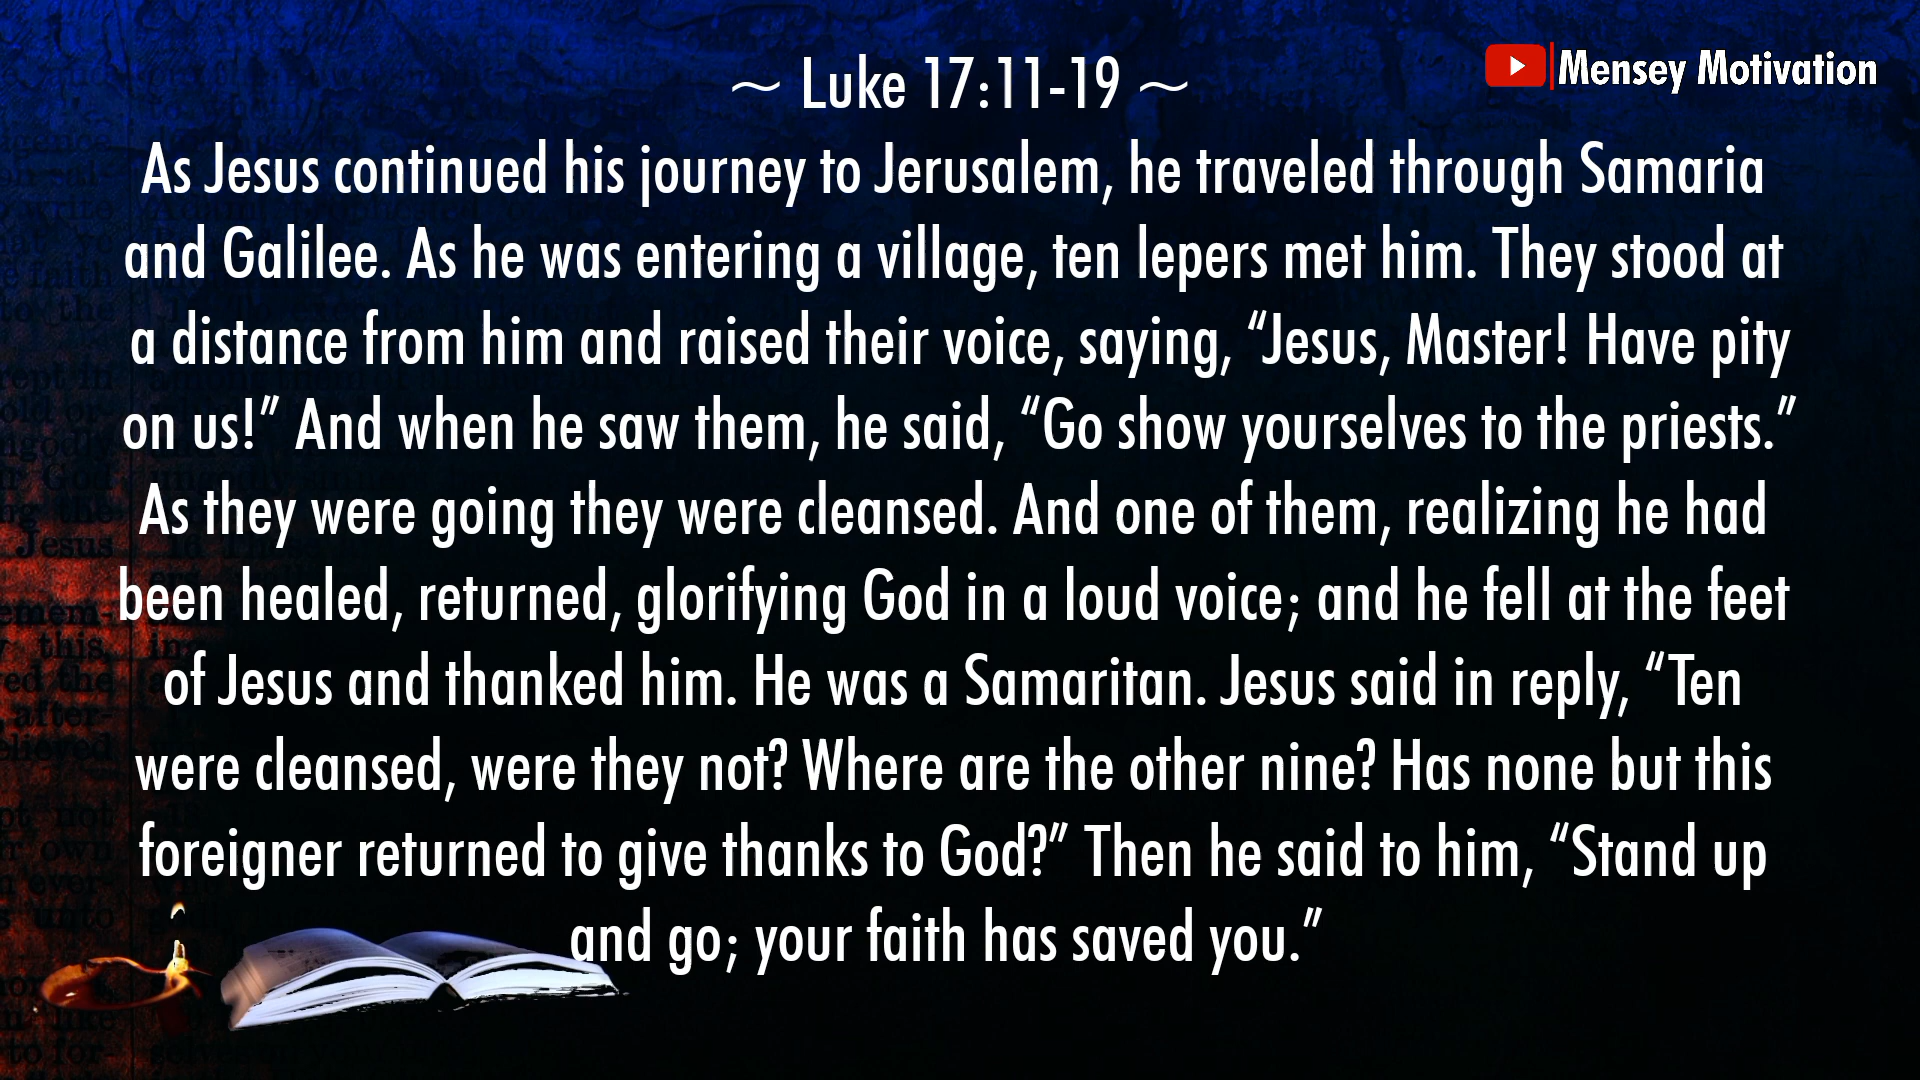 ~ Luke 17:11-19 ~
Mensey Motivation
As Jesus continued his journey to Jerusalem, he traveled through Samaria
and Galilee. As he was entering a village, ten lepers met him. They stood at
a distance from him and raised their voice, saying, “Jesus, Master! Have pity
on us!” And when he saw them, he said, “Go show yourselves to the priests.”
As they were going they were cleansed. And one of them, realizing he had
been healed, returned, glorifying God in a loud voice; and he fell at the feet
of Jesus and thanked him. He was a Samaritan. Jesus said in reply, “Ten
were cleansed, were they not? Where are the other nine? Has none but this
foreigner returned to give thanks to God?” Then he said to him, “Stand up
and go; your faith has saved you.”